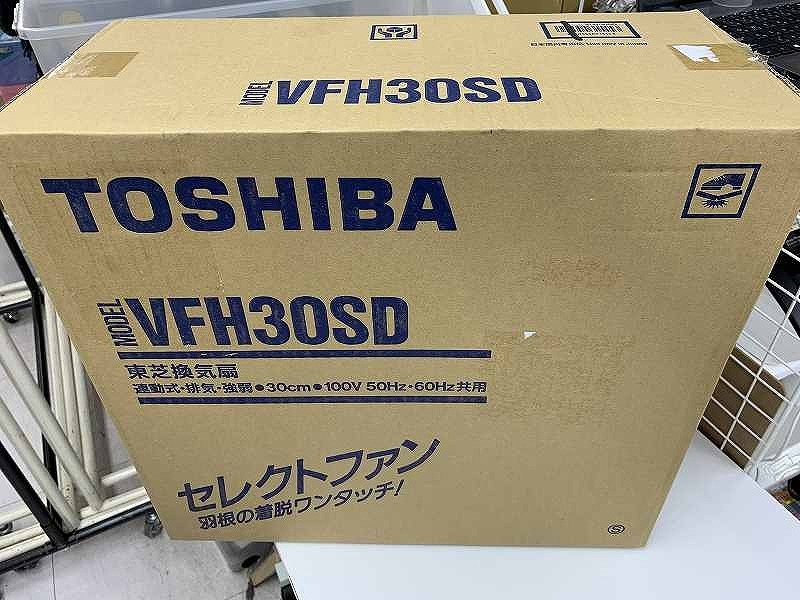 MODEL VFH30SD
TOSHIBA
MODEL VFH30SD
東芝換気扇
連動式・排気・強弱●30cm●100V 50Hz・60Hz共用
セレクトファン
羽根の着脱ワンタッチ!
S